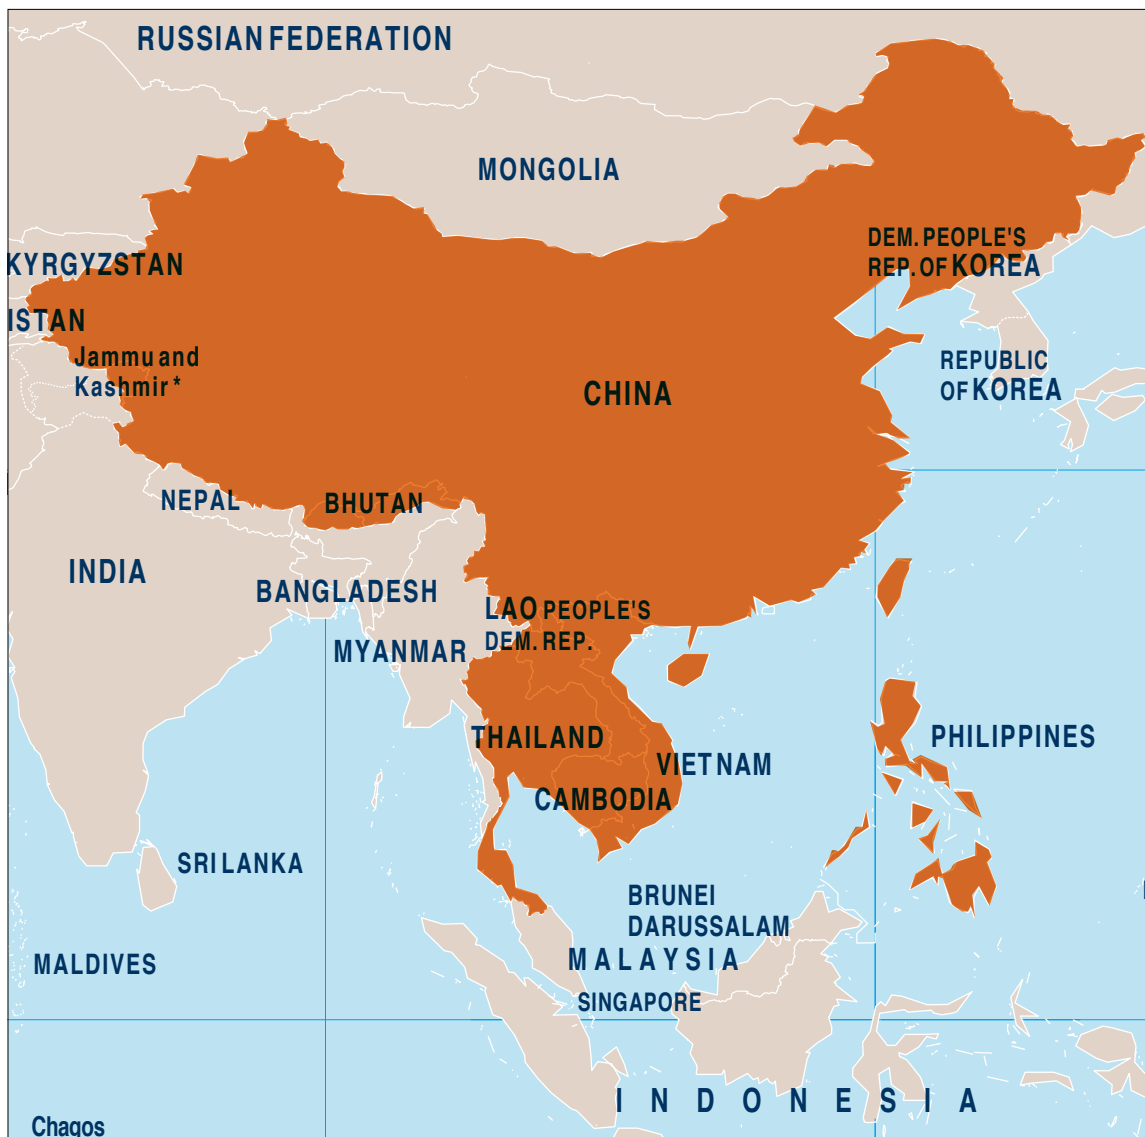 RUSSIAN FEDERATION
MONGOLIA
DEM. PEOPLE'S
REP. OF KOREA
KYRGYZSTAN
ISTAN
Jammu and
Kashmir *
REPUBLIC
OF KOREA
CHINA
NEPAL
BHUTAN
INDIA
BANGLADESH
LAO PEOPLE'S
DEM. REP.
MYANMAR
THAILAND
PHILIPPINES
VIETNAM
CAMBODIA
SRI LANKA
BRUNEI
DARUSSALAM
MALAYSIA
MALDIVES
SINGAPORE
INDONESIA
Chagos